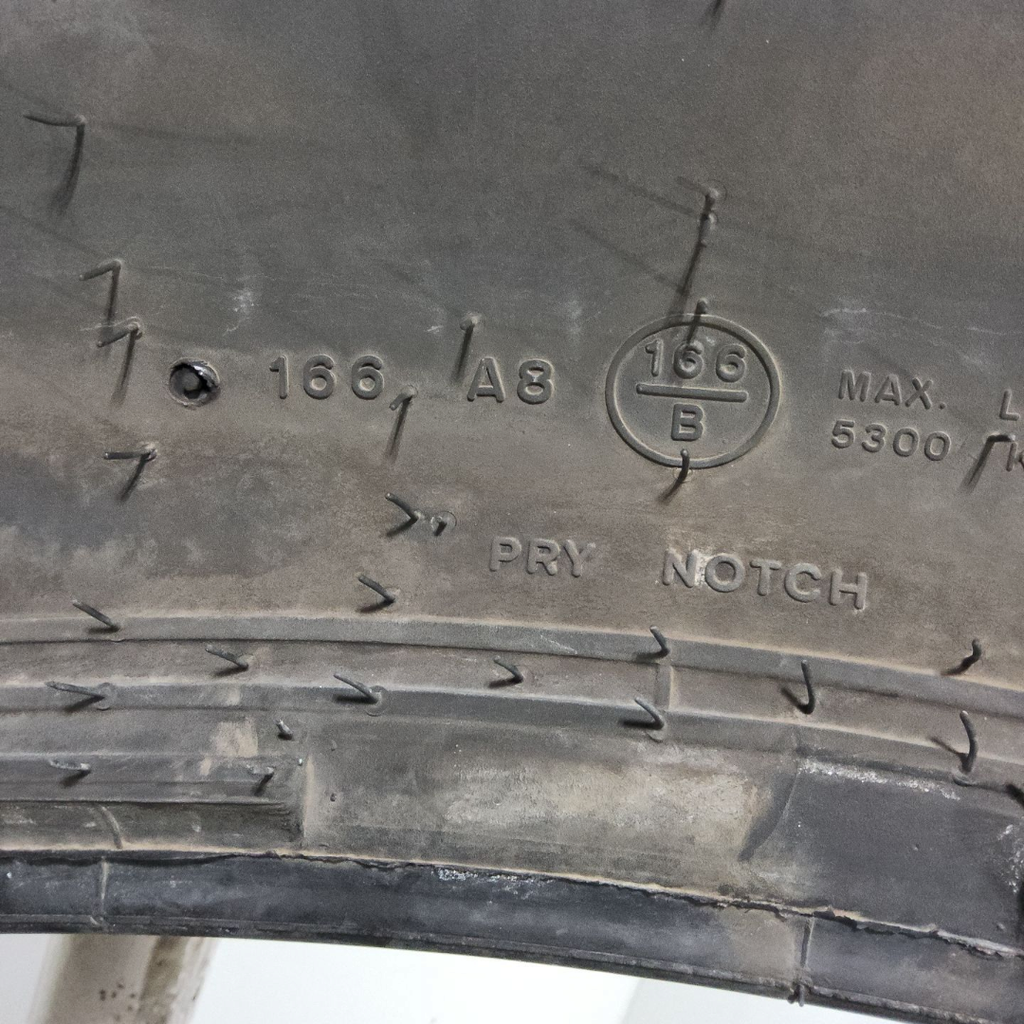 166 A8
166
B
MAX. L
5300 K
PRY NOTCH